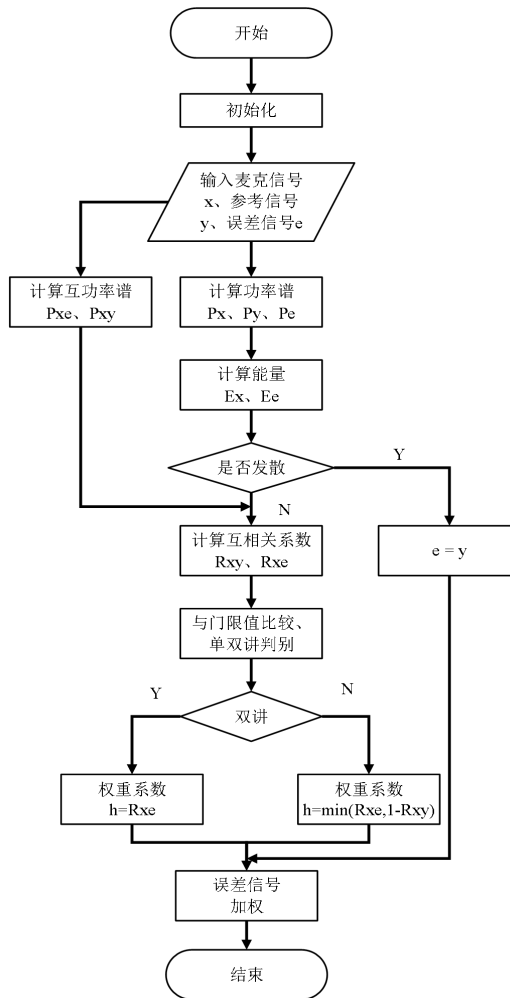 开始
初始化
输入麦克信号
x、参考信号
y、误差信号e
计算互功率谱
Pxe、Pxy
计算功率谱
Px、Py、Pe
计算能量
Ex、Ee
是否发散
Y
N
计算互相关系数
Rxy、Rxe
e = y
与门限值比较、
单双讲判别
Y
N
双讲
权重系数
h=Rxe
权重系数
h=min(Rxe,1-Rxy)
误差信号
加权
结束